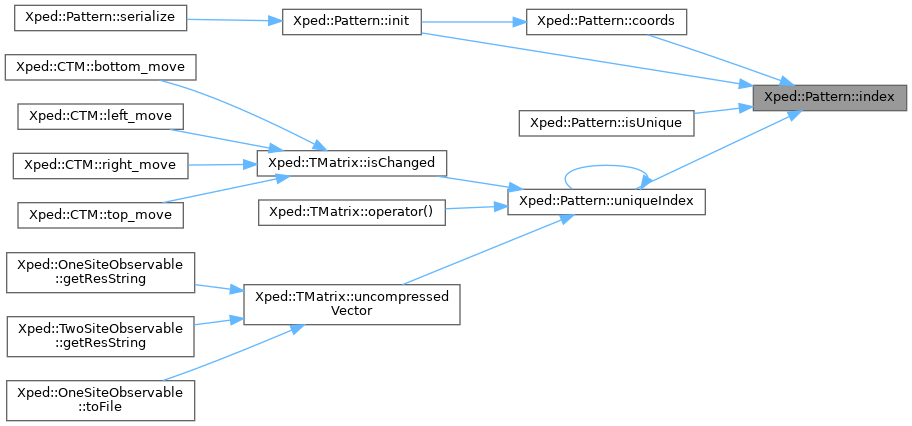 Xped::Pattern::serialize
Xped::Pattern::init
Xped::Pattern::coords
Xped::CTM::bottom_move
Xped::Pattern::index
Xped::CTM::left_move
Xped::Pattern::isUnique
Xped::CTM::right_move
Xped::TMatrix::isChanged
Xped::CTM::top_move
Xped::TMatrix::operator()
Xped::Pattern::uniqueIndex
Xped::OneSiteObservable
::getResString
Xped::TMatrix::uncompressed
Vector
Xped::TwoSiteObservable
::getResString
Xped::OneSiteObservable
::toFile